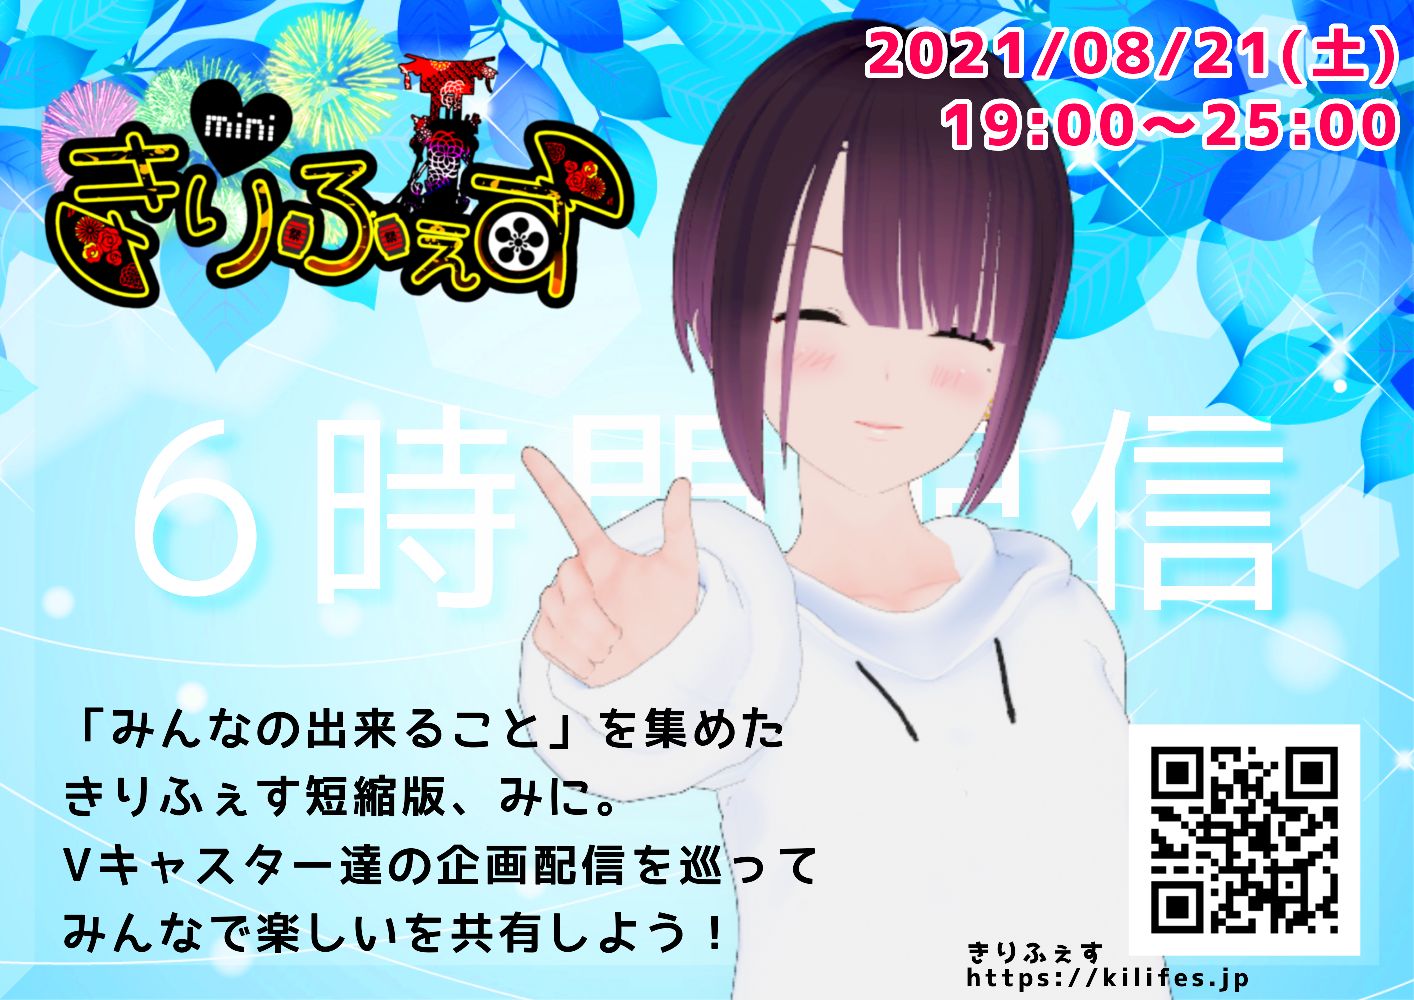 2021/08/21(土)
19:00〜25:00
mini
きりふぇす
6時間配信
「みんなの出来ること」を集めた
きりふぇす短縮版、みに。
Vキャスター達の企画配信を巡って
みんなで楽しいを共有しよう！
きりふぇす
https://kilifes.jp